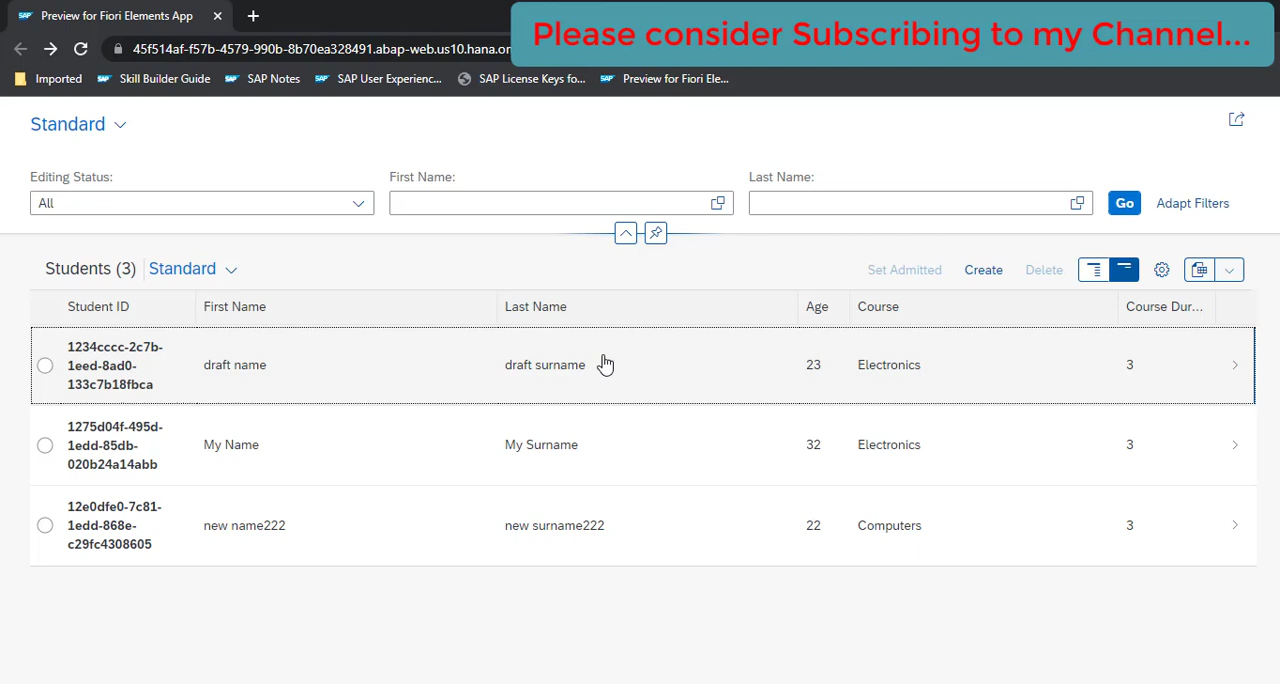 Preview for Fiori Elements App
Please consider Subscribing to my Channel...
45f514af-f57b-4579-990b-8b70ea328491.abap-web.us10.hana.or
Imported SAP Skill Builder Guide SAP SAP Notes SAP SAP User Experienc... SAP License Keys fo... SAP Preview for Fiori Ele...
Standard
Editing Status: First Name: Last Name:
All Go Adapt Filters
Students (3) Standard Set Admitted Create Delete
Student ID First Name Last Name Age Course Course Dur...
1234cccc-2c7b-
1eed-8ad0- draft name draft surname 23 Electronics 3
133c7b18fbca
1275d04f-495d-
1edd-85db- My Name My Surname 32 Electronics 3
020b24a14abb
12e0dfe0-7c81-
1edd-868e- new name222 new surname222 22 Computers 3
c29fc4308605